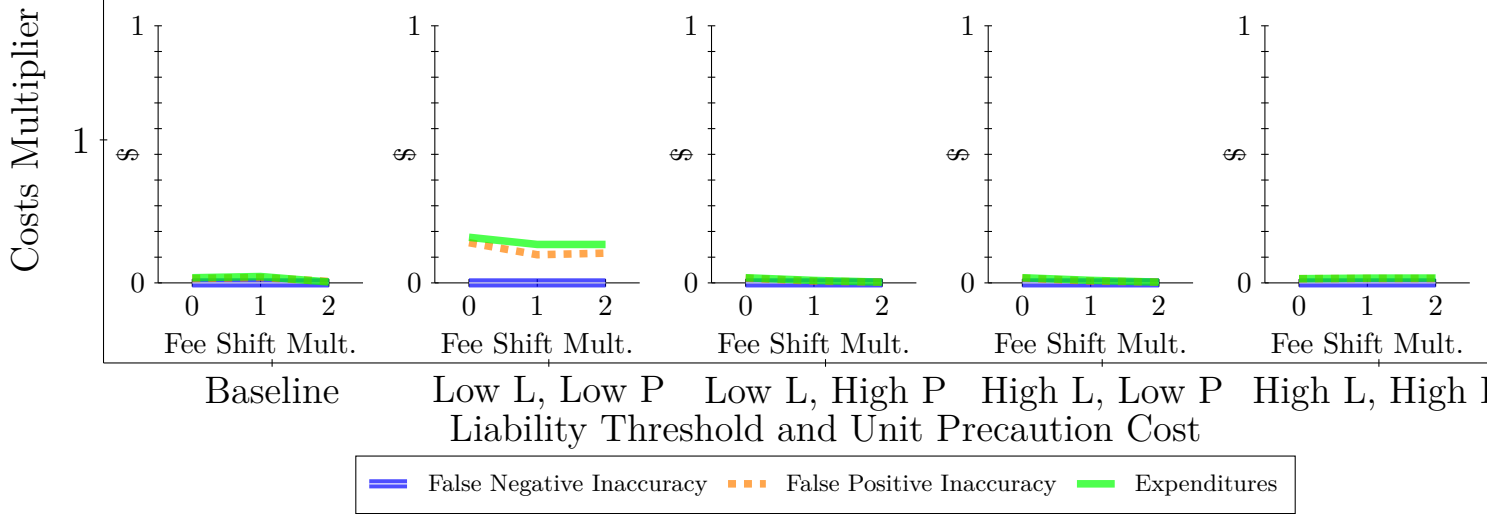 Costs Multiplier
1
1 1 1 1 1
$ $ $ $ $
0 0 0 0 0
0 1 2 0 1 2 0 1 2 0 1 2 0 1 2
Fee Shift Mult. Fee Shift Mult. Fee Shift Mult. Fee Shift Mult. Fee Shift Mult.
Baseline Low L, Low P Low L, High P High L, Low P High L, High
Liability Threshold and Unit Precaution Cost
False Negative Inaccuracy False Positive Inaccuracy Expenditures